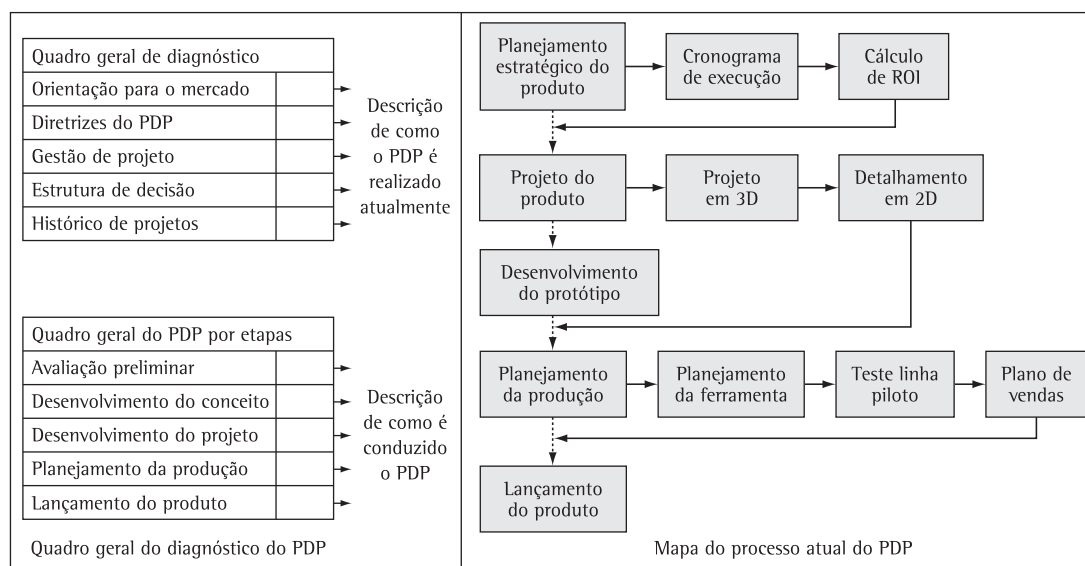 Quadro geral de diagnóstico
Orientação para o mercado
Diretrizes do PDP
Gestão de projeto
Estrutura de decisão
Histórico de projetos
Descrição
de como
o PDP é
realizado
atualmente
Quadro geral do PDP por etapas
Avaliação preliminar
Desenvolvimento do conceito
Desenvolvimento do projeto
Planejamento da produção
Lançamento do produto
Descrição
de como é
conduzido
o PDP
Quadro geral do diagnóstico do PDP
Planejamento
estratégico do
produto
Cronograma
de execução
Cálculo
de ROI
Projeto do
produto
Projeto
em 3D
Detalhamento
em 2D
Desenvolvimento
do protótipo
Planejamento
da produção
Planejamento
da ferramenta
Teste linha
piloto
Plano de
vendas
Lançamento
do produto
Mapa do processo atual do PDP